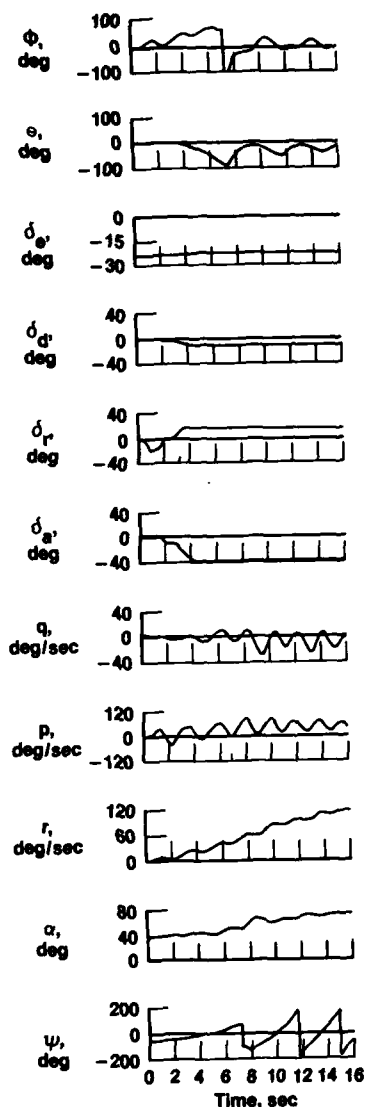 100
Φ, 0
deg
−100
100
θ, 0
deg
−100
0
δe, −15
deg
−30
40
δd, 0
deg
−40
40
δr, 0
deg
−40
40
δa, 0
deg
−40
40
q, 0
deg/sec
−40
120
p, 0
deg/sec
−120
120
r, 60
deg/sec
0
80
α, 40
deg
0
200
ψ, 0
deg
−200
0 2 4 6 8 10 12 14 16
Time, sec